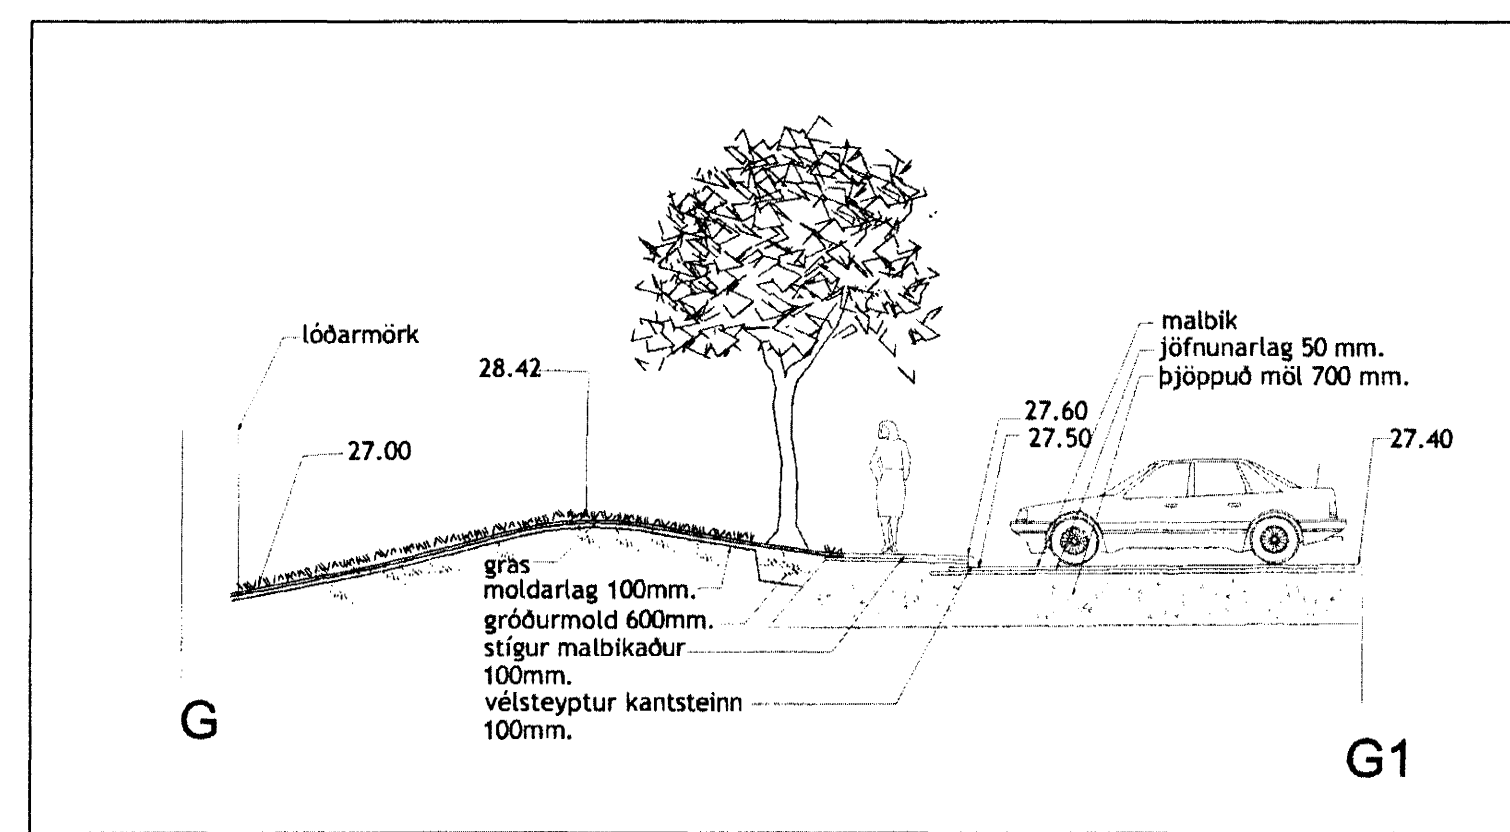 malbik
lóðarmörk
jöfnunarlag 50 mm.
28.42
þjöppuð möl 700 mm.
27.60
27.50
27.40
27.00
gras
moldarlag 100mm.
gróðurmold 600mm.
stígur malbikaður
100mm.
vélsteyptur kantsteinn
100mm.
G
G1